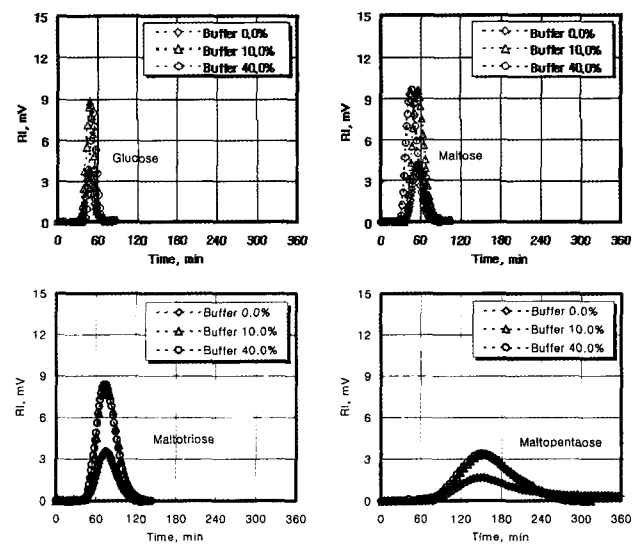 15
12
9
6
3
0
RI, mV
Buffer 0.0%
Buffer 10.0%
Buffer 40.0%
Glucose
0 60 120 180 240 300 360
Time, min
15
12
9
6
3
0
RI, mV
Buffer 0.0%
Buffer 10.0%
Buffer 40.0%
Maltose
0 60 120 180 240 300 360
Time, min
15
12
9
6
3
0
RI, mV
Buffer 0.0%
Buffer 10.0%
Buffer 40.0%
Maltotriose
0 60 120 180 240 300 360
Time, min
15
12
9
6
3
0
RI, mV
Buffer 0.0%
Buffer 10.0%
Buffer 40.0%
Maltopentaose
0 60 120 180 240 300 360
Time, min